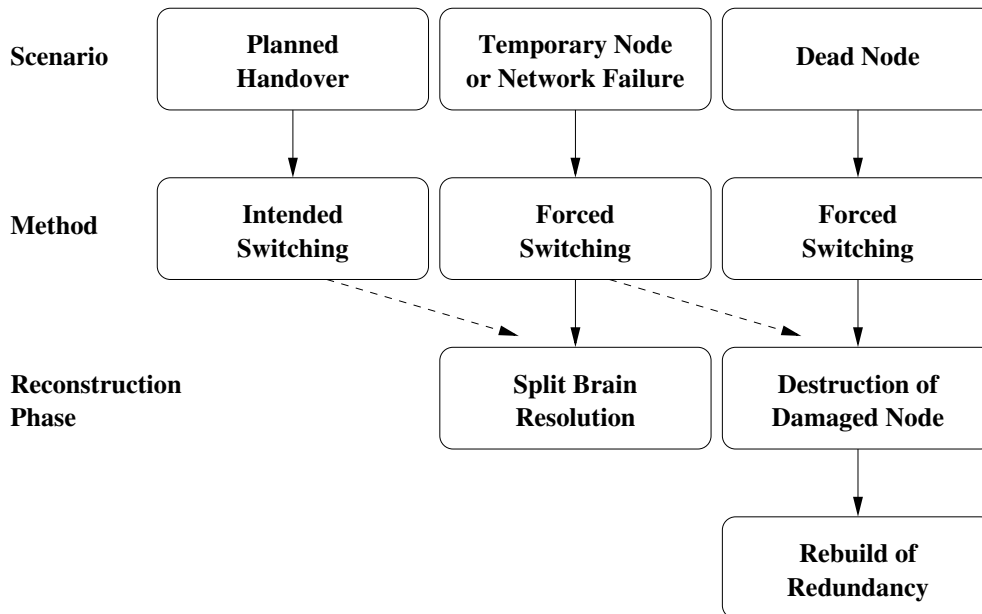 Scenario
Planned
Handover
Temporary Node
or Network Failure
Dead Node
Method
Intended
Switching
Forced
Switching
Forced
Switching
Reconstruction
Phase
Split Brain
Resolution
Destruction of
Damaged Node
Rebuild of
Redundancy